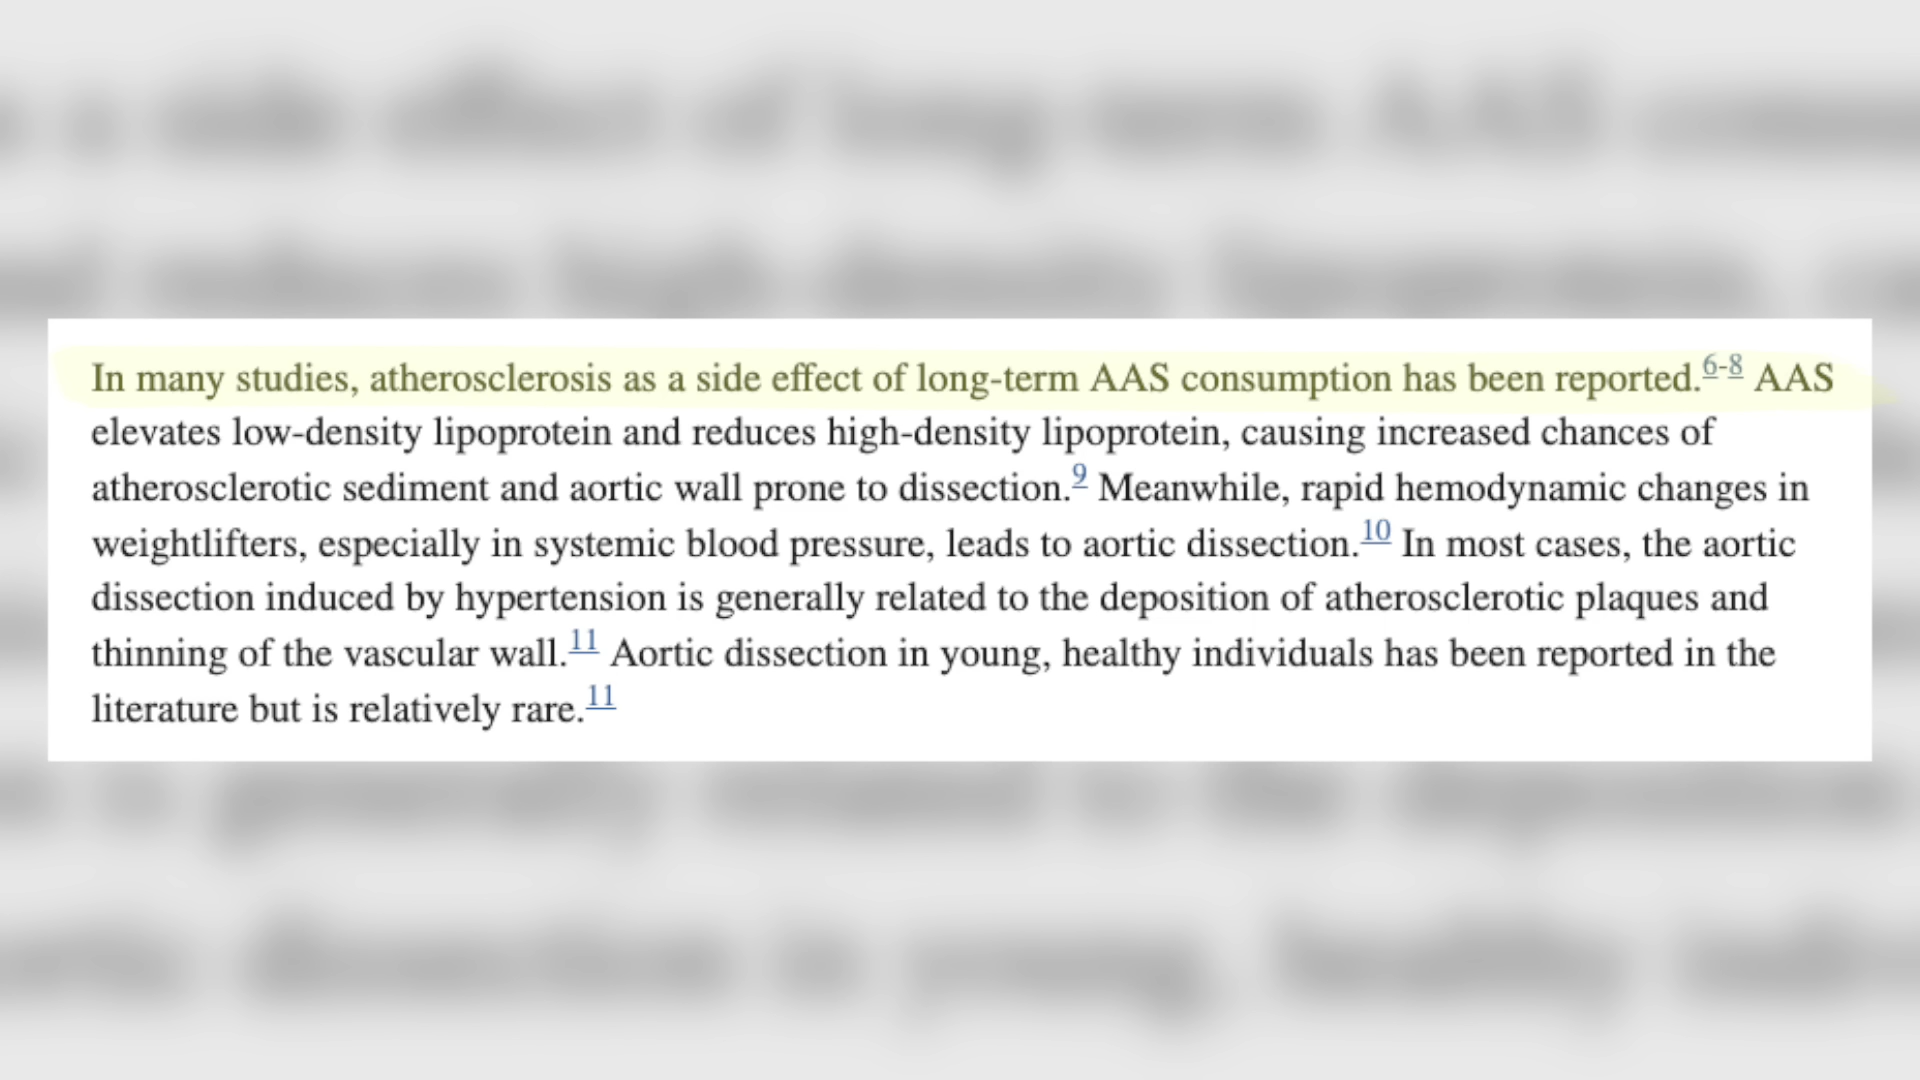 In many studies, atherosclerosis as a side effect of long-term AAS consumption has been reported.6-8 AAS
elevates low-density lipoprotein and reduces high-density lipoprotein, causing increased chances of
atherosclerotic sediment and aortic wall prone to dissection.9 Meanwhile, rapid hemodynamic changes in
weightlifters, especially in systemic blood pressure, leads to aortic dissection.10 In most cases, the aortic
dissection induced by hypertension is generally related to the deposition of atherosclerotic plaques and
thinning of the vascular wall.11 Aortic dissection in young, healthy individuals has been reported in the
literature but is relatively rare.11